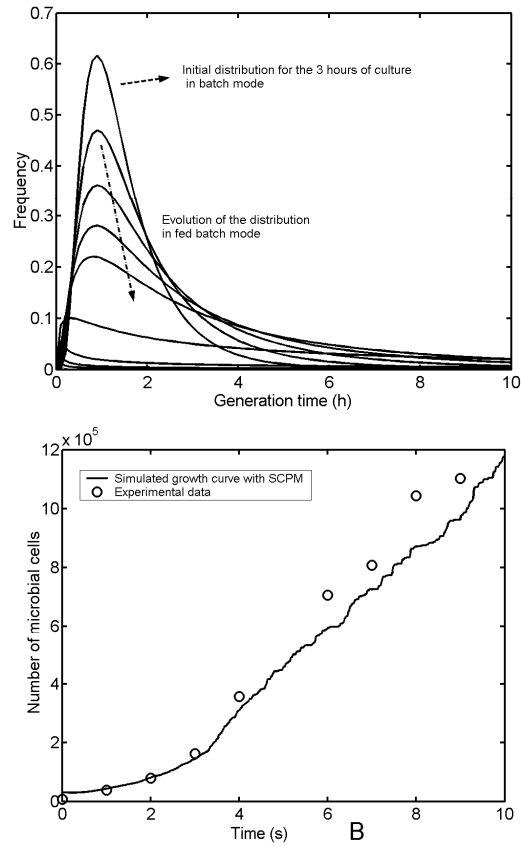 0.7
0.6
0.5
0.4
0.3
0.2
0.1
0
Frequency
Initial distribution for the 3 hours of culture
in batch mode
Evolution of the distribution
in fed batch mode
0 2 4 6 8 10
Generation time (h)
12 x 10^5
10
8
6
4
2
0
Number of microbial cells
Simulated growth curve with SCPM
Experimental data
0 2 4 6 8 10
Time (s)
B